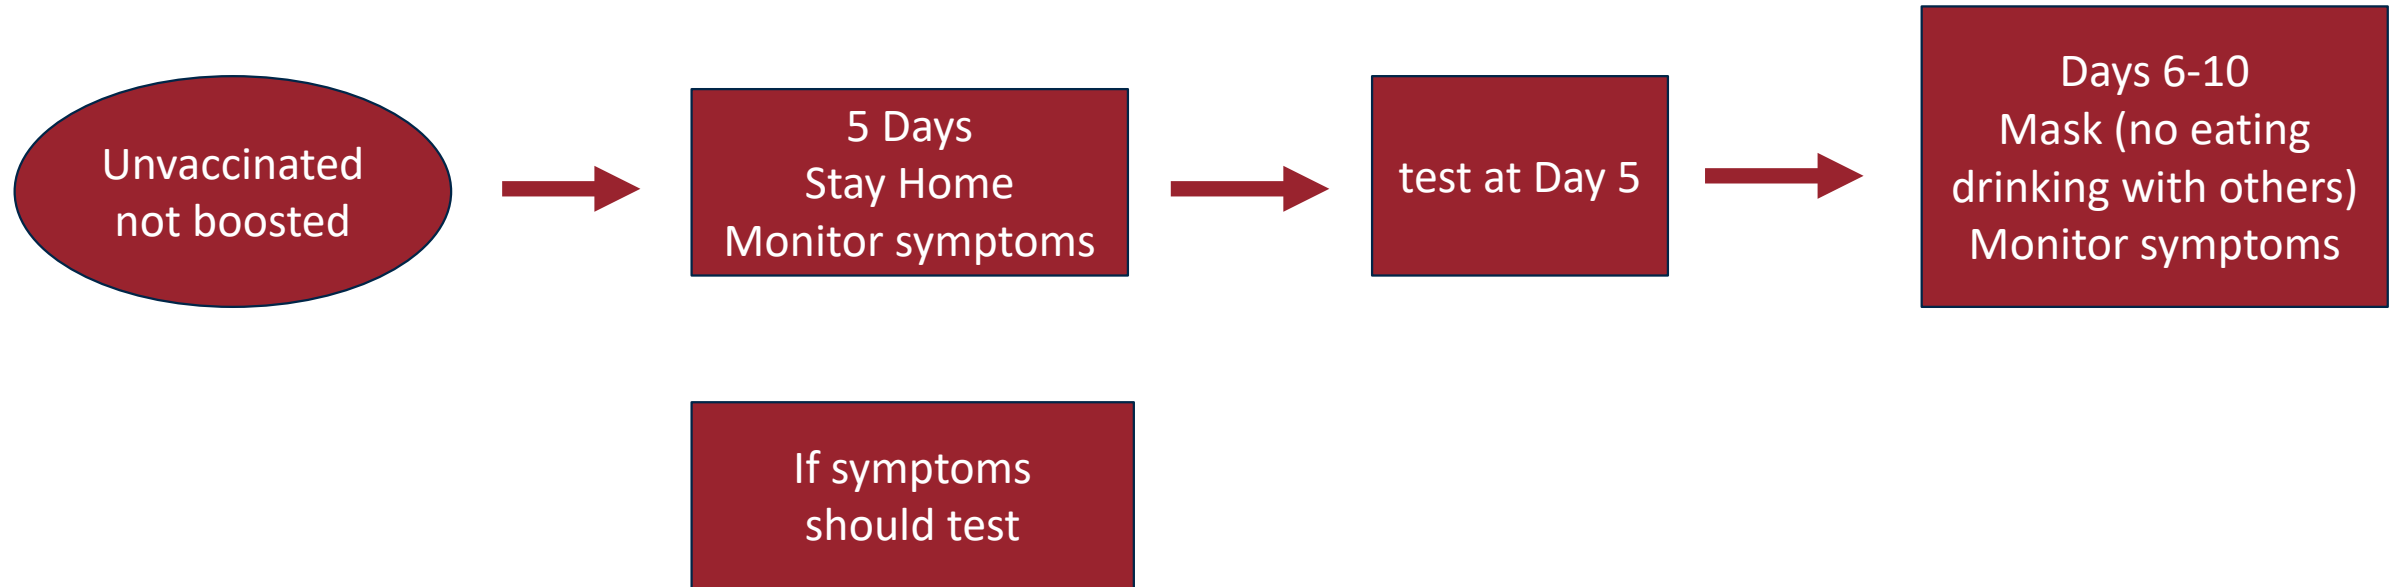 Unvaccinated
not boosted
5 Days
Stay Home
Monitor symptoms
test at Day 5
Days 6-10
Mask (no eating
drinking with others)
Monitor symptoms
If symptoms
should test